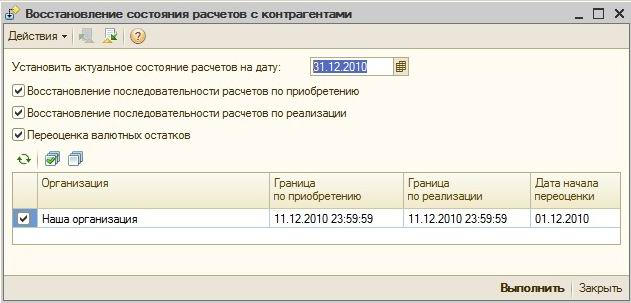 Восстановление состояния расчетов с контрагентами
Действия
Установить актуальное состояние расчетов на дату: 31.12.2010
Восстановление последовательности расчетов по приобретению
Восстановление последовательности расчетов по реализации
Переоценка валютных остатков
Организация
Граница
по приобретению
Граница
по реализации
Дата начала
переоценки
Наша организация 11.12.2010 23:59:59 11.12.2010 23:59:59 01.12.2010
Выполнить Закрыть